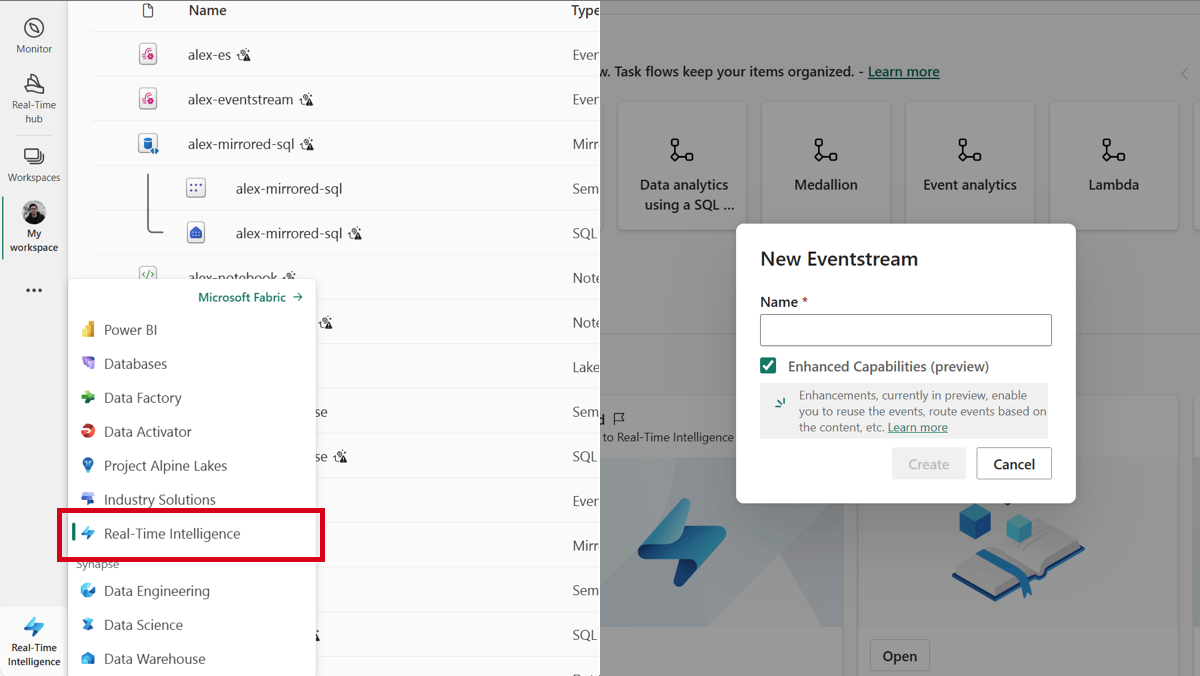 Monitor
Real-Time
hub
Workspaces
My
workspace
Name
Type
alex-es
Even
alex-eventstream
Even
alex-mirrored-sql
Mirr
alex-mirrored-sql
Sem
alex-mirrored-sql
SQL
alex-notebook
Note
Note
Lake
se
Sem
se
SQL
Even
Mirr
Sem
SQL
Microsoft Fabric
Power BI
Databases
Data Factory
Data Activator
Project Alpine Lakes
Industry Solutions
Real-Time Intelligence
Synapse
Data Engineering
Data Science
Data Warehouse
Real-Time
Intelligence
w. Task flows keep your items organized. - Learn more
Data analytics
using a SQL ...
Medallion
Event analytics
Lambda
New Eventstream
Name *
Enhanced Capabilities (preview)
Enhancements, currently in preview, enable
you to reuse the events, route events based on
the content, etc. Learn more
Create
Cancel
d
to Real-Time Intelligence
Open